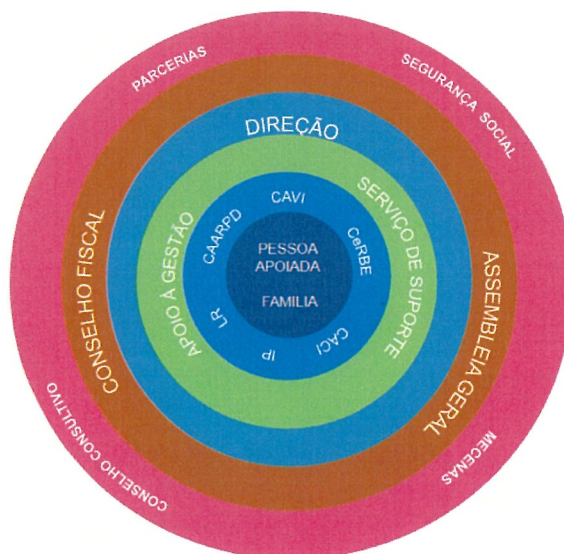 PARCERIAS
SEGURANÇA SOCIAL
DIREÇÃO
CONSELHO FISCAL
ASSEMBLEIA GERAL
APOIO À GESTÃO
SERVIÇO DE SUPORTE
CAVI
CAARPD
CeRBE
PESSOA
APOIADA
FAMILIA
LR
IP
CACI
CONSELHO CONSULTIVO
MECENAS